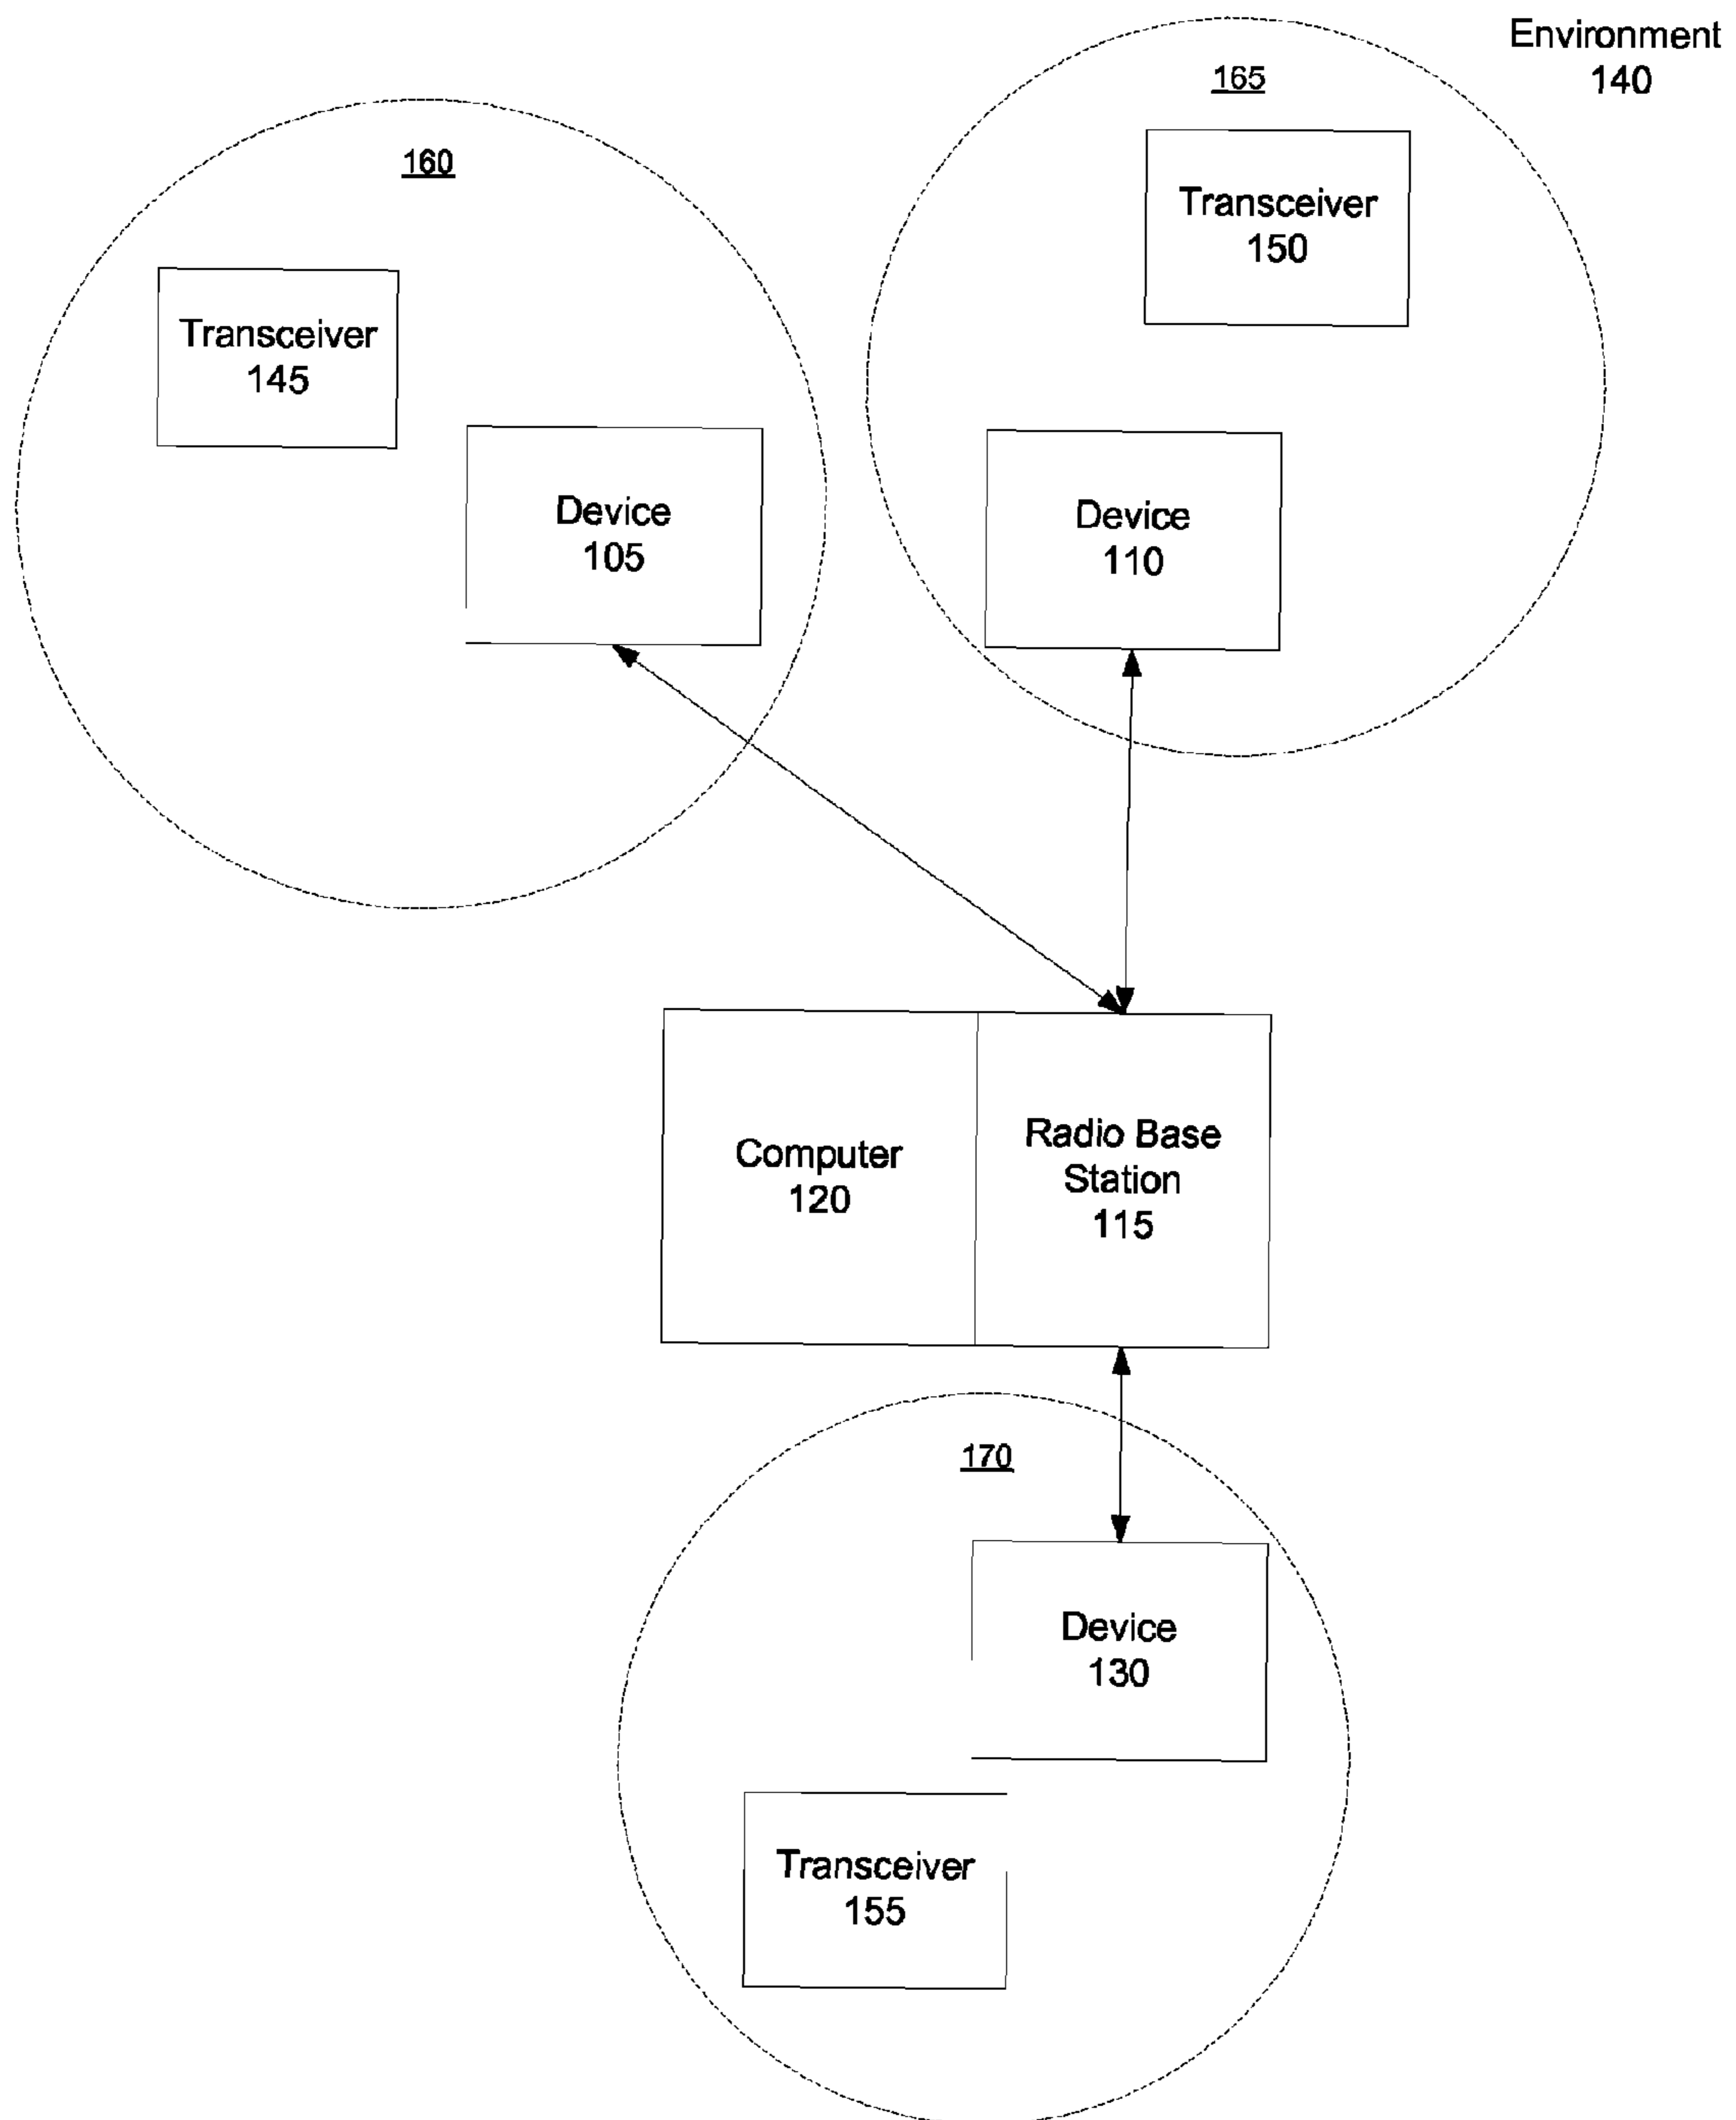 Environment
140
165
160
Transceiver
150
Transceiver
145
Device
105
Device
110
Computer
120
Radio Base
Station
115
170
Device
130
Transceiver
155